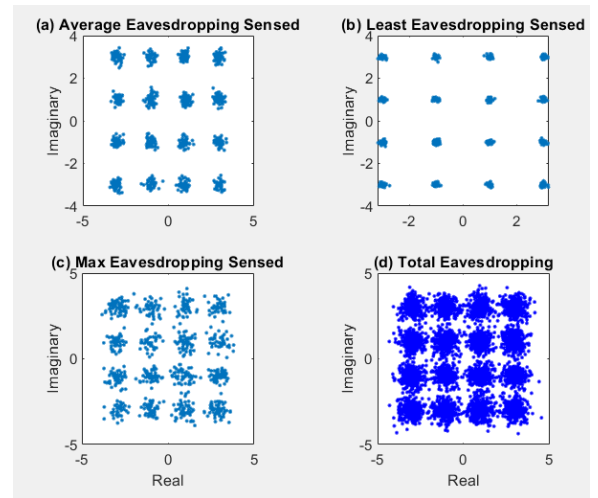 (a) Average Eavesdropping Sensed
4
2
0
-2
-4
-5
0
5
Imaginary
(b) Least Eavesdropping Sensed
4
2
0
-2
-4
-2
0
2
Imaginary
(c) Max Eavesdropping Sensed
5
0
-5
-5
0
5
Imaginary
Real
(d) Total Eavesdropping
5
0
-5
-5
0
5
Imaginary
Real